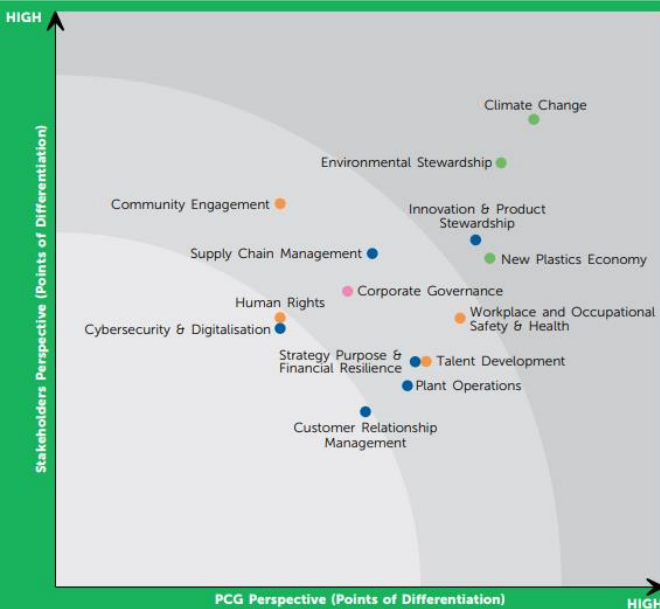 HIGH
Stakeholders Perspective (Points of Differentiation)
Climate Change
Environmental Stewardship
Community Engagement
Innovation & Product
Stewardship
Supply Chain Management
New Plastics Economy
Corporate Governance
Human Rights
Workplace and Occupational
Safety & Health
Cybersecurity & Digitalisation
Strategy Purpose &
Financial Resilience
Talent Development
Plant Operations
Customer Relationship
Management
PCG Perspective (Points of Differentiation)
HIGH